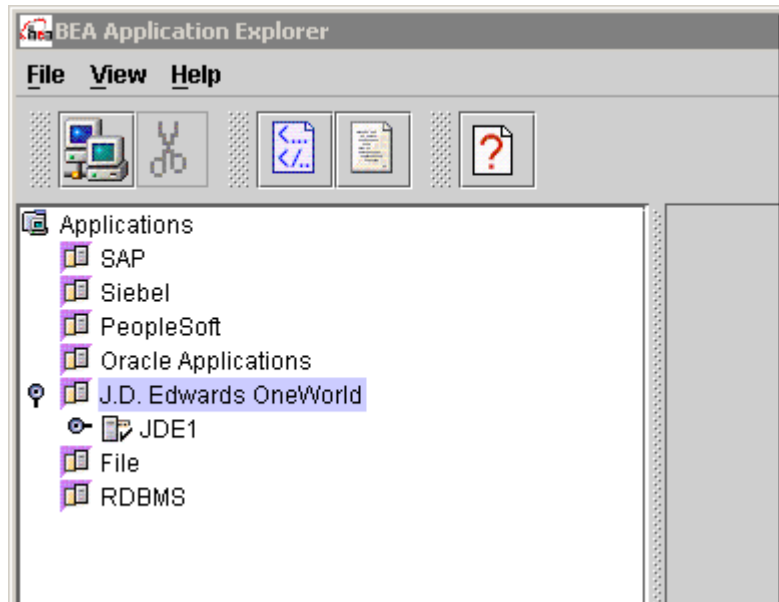 BEA Application Explorer
File View Help
<...
</..
?
Applications
SAP
Siebel
PeopleSoft
Oracle Applications
J.D. Edwards OneWorld
JDE1
File
RDBMS